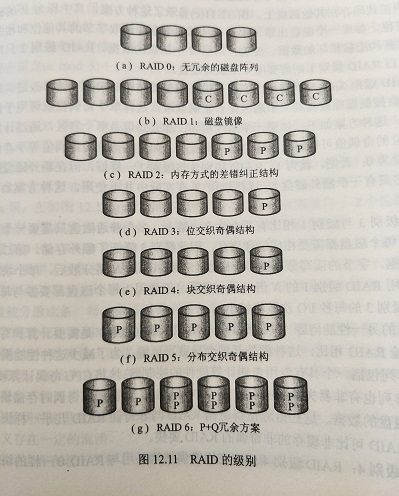 (a) RAID 0：无冗余的磁盘阵列
C C C C
(b) RAID 1：磁盘镜像
P P P
(c) RAID 2：内存方式的差错纠正结构
P
(d) RAID 3：位交织奇偶结构
P
(e) RAID 4：块交织奇偶结构
P P P P P
(f) RAID 5：分布交织奇偶结构
P P P P P P
P P P
(g) RAID 6：P+Q冗余方案
图 12.11 RAID 的级别